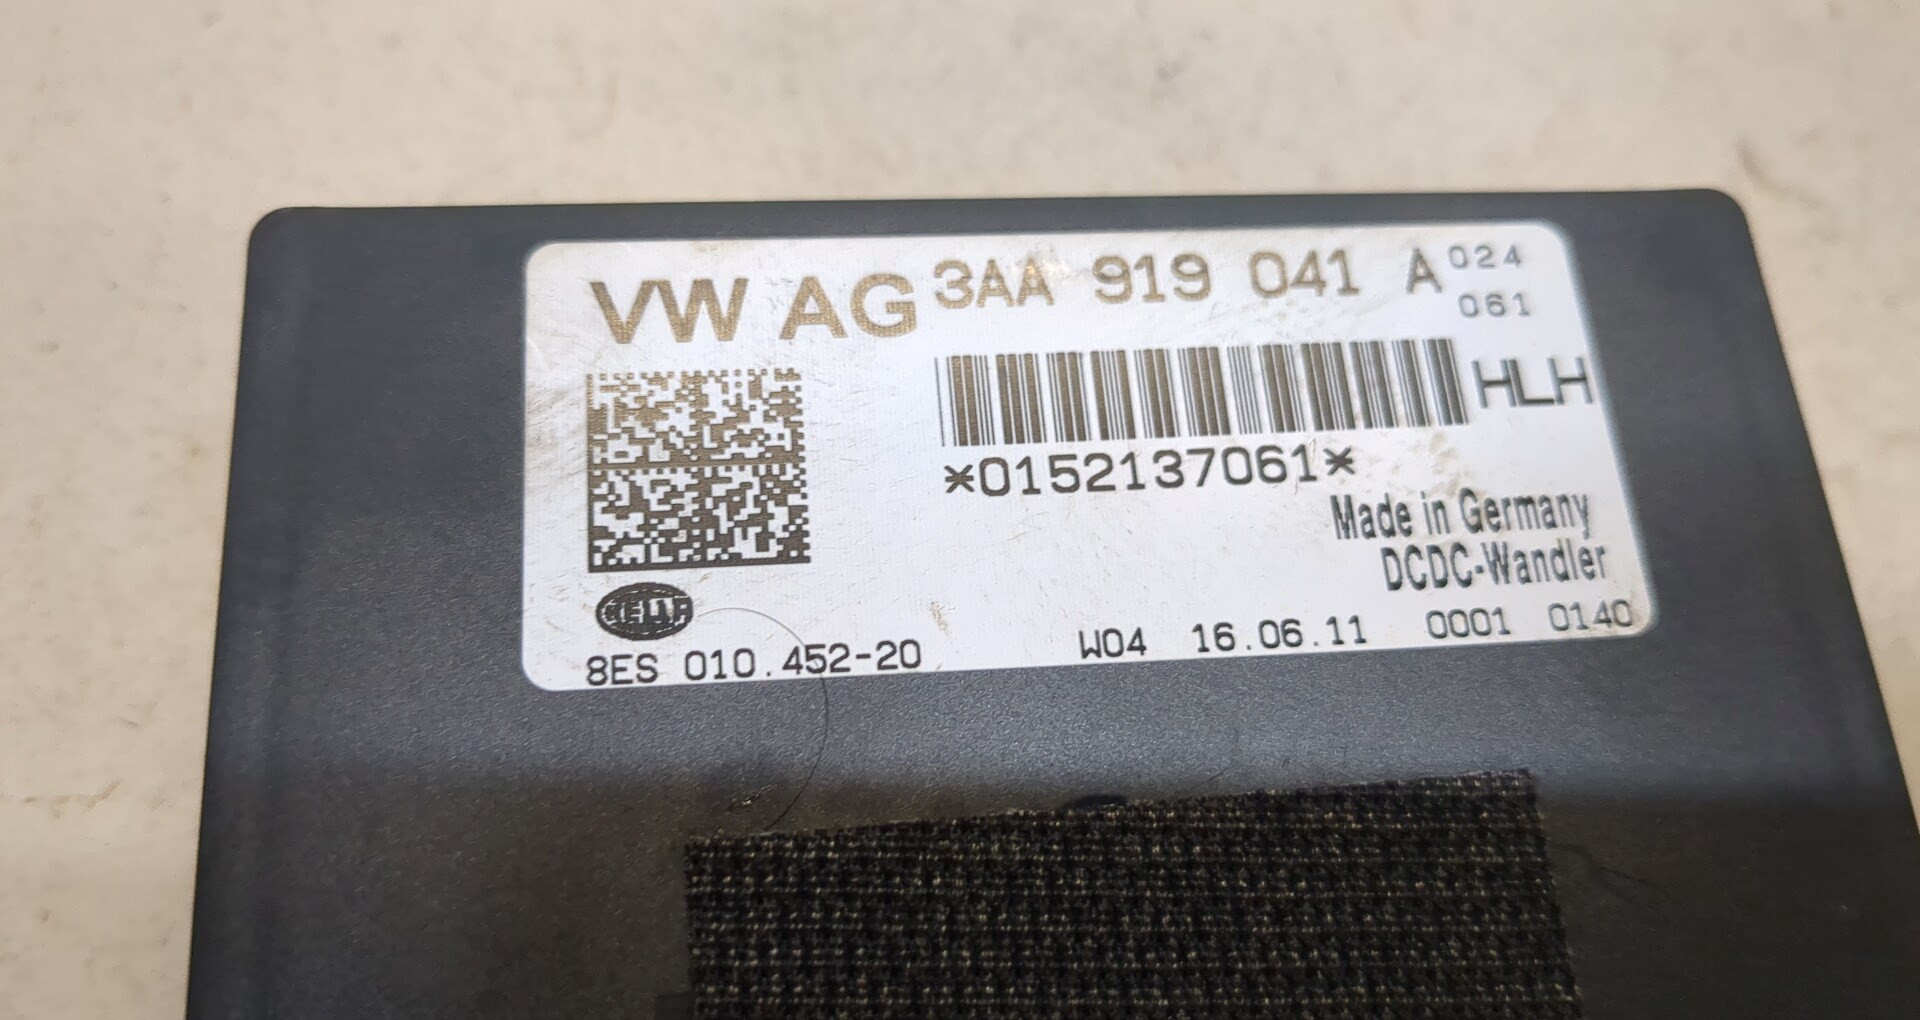 VW AG 3AA 919 041 A 024
061
HLH
*0152137061*
Made in Germany
DCDC-Wandler
HELLA
8ES 010.452-20 W04 16.06.11 0001 0140